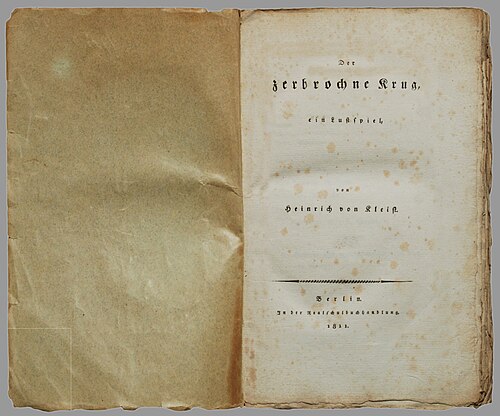 Der
zerbrochne Krug,
ein Lustspiel,
von
Heinrich von Kleist.
Berlin.
In der Realschulbuchhandlung.
1811.